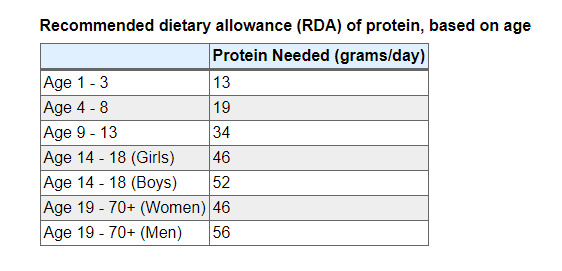 Recommended dietary allowance (RDA) of protein, based on age
Protein Needed (grams/day)
Age 1 - 3 13
Age 4 - 8 19
Age 9 - 13 34
Age 14 - 18 (Girls) 46
Age 14 - 18 (Boys) 52
Age 19 - 70+ (Women) 46
Age 19 - 70+ (Men) 56